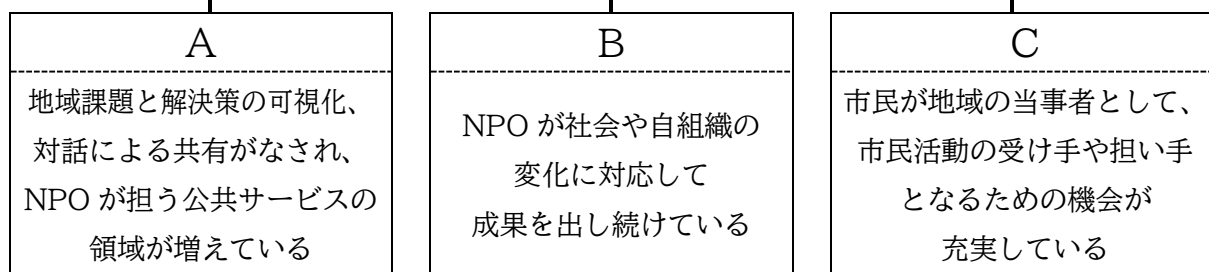 A
地域課題と解決策の可視化、
対話による共有がなされ、
NPO が担う公共サービスの
領域が増えている
B
NPO が社会や自組織の
変化に対応して
成果を出し続けている
C
市民が地域の当事者として、
市民活動の受け手や担い手
となるための機会が
充実している